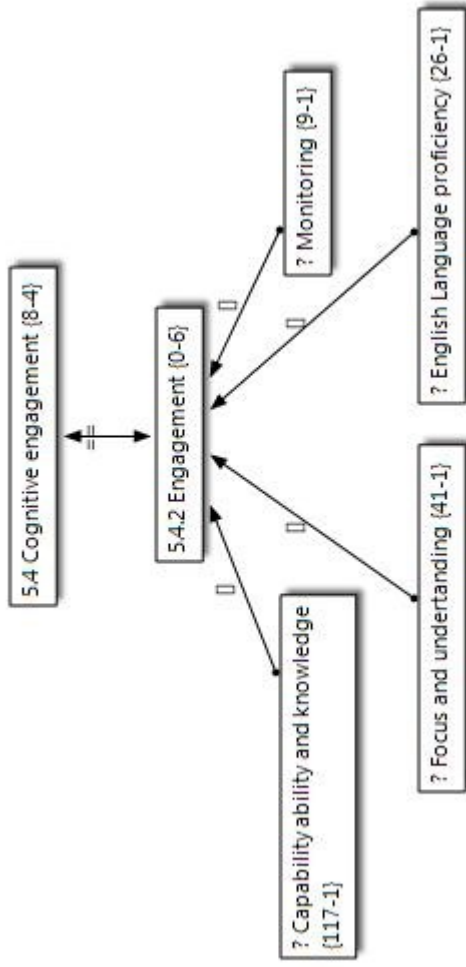 5.4 Cognitive engagement {8-4}
==
5.4.2 Engagement {0-6}
? Capability ability and knowledge
{117-1}
? Monitoring {9-1}
? Focus and undertanding {41-1}
? English Language proficiency {26-1}